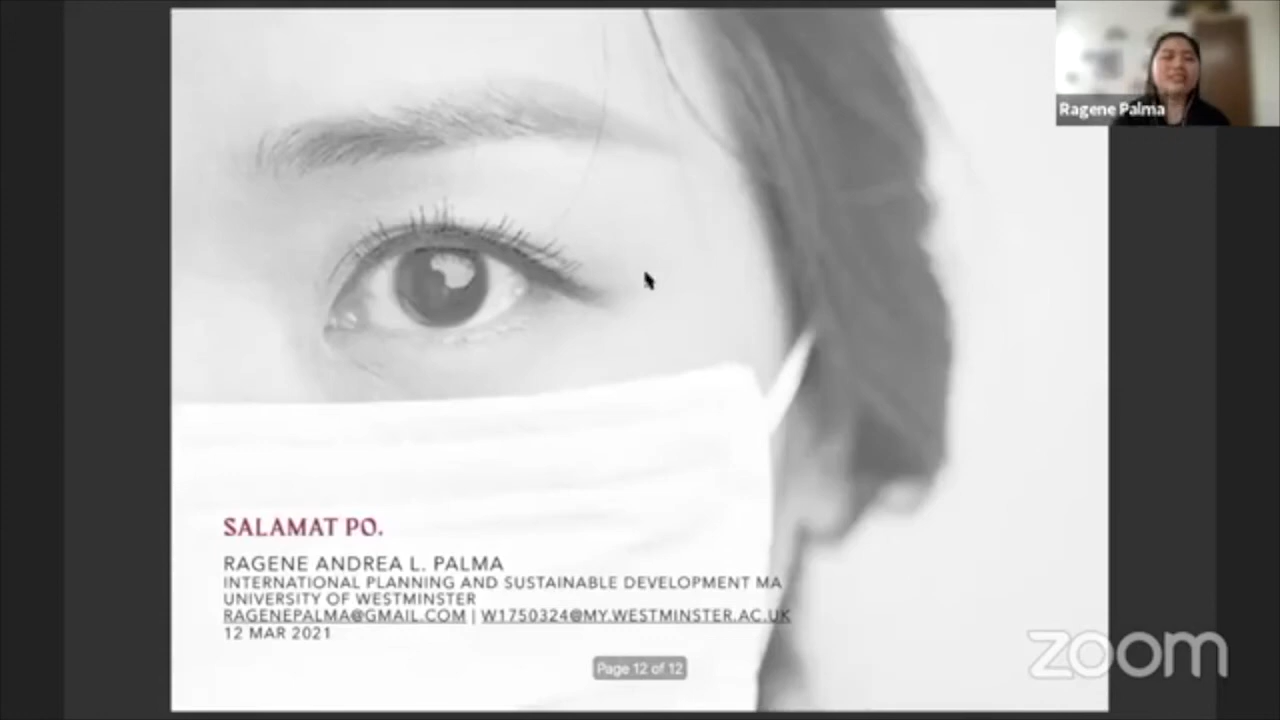 Ragene Palma
SALAMAT PO.
RAGENE ANDREA L. PALMA
INTERNATIONAL PLANNING AND SUSTAINABLE DEVELOPMENT MA
UNIVERSITY OF WESTMINSTER
RAGENEPALMA@GMAIL.COM | W1750324@MY.WESTMINSTER.AC.UK
12 MAR 2021
Page 12 of 12
zoom